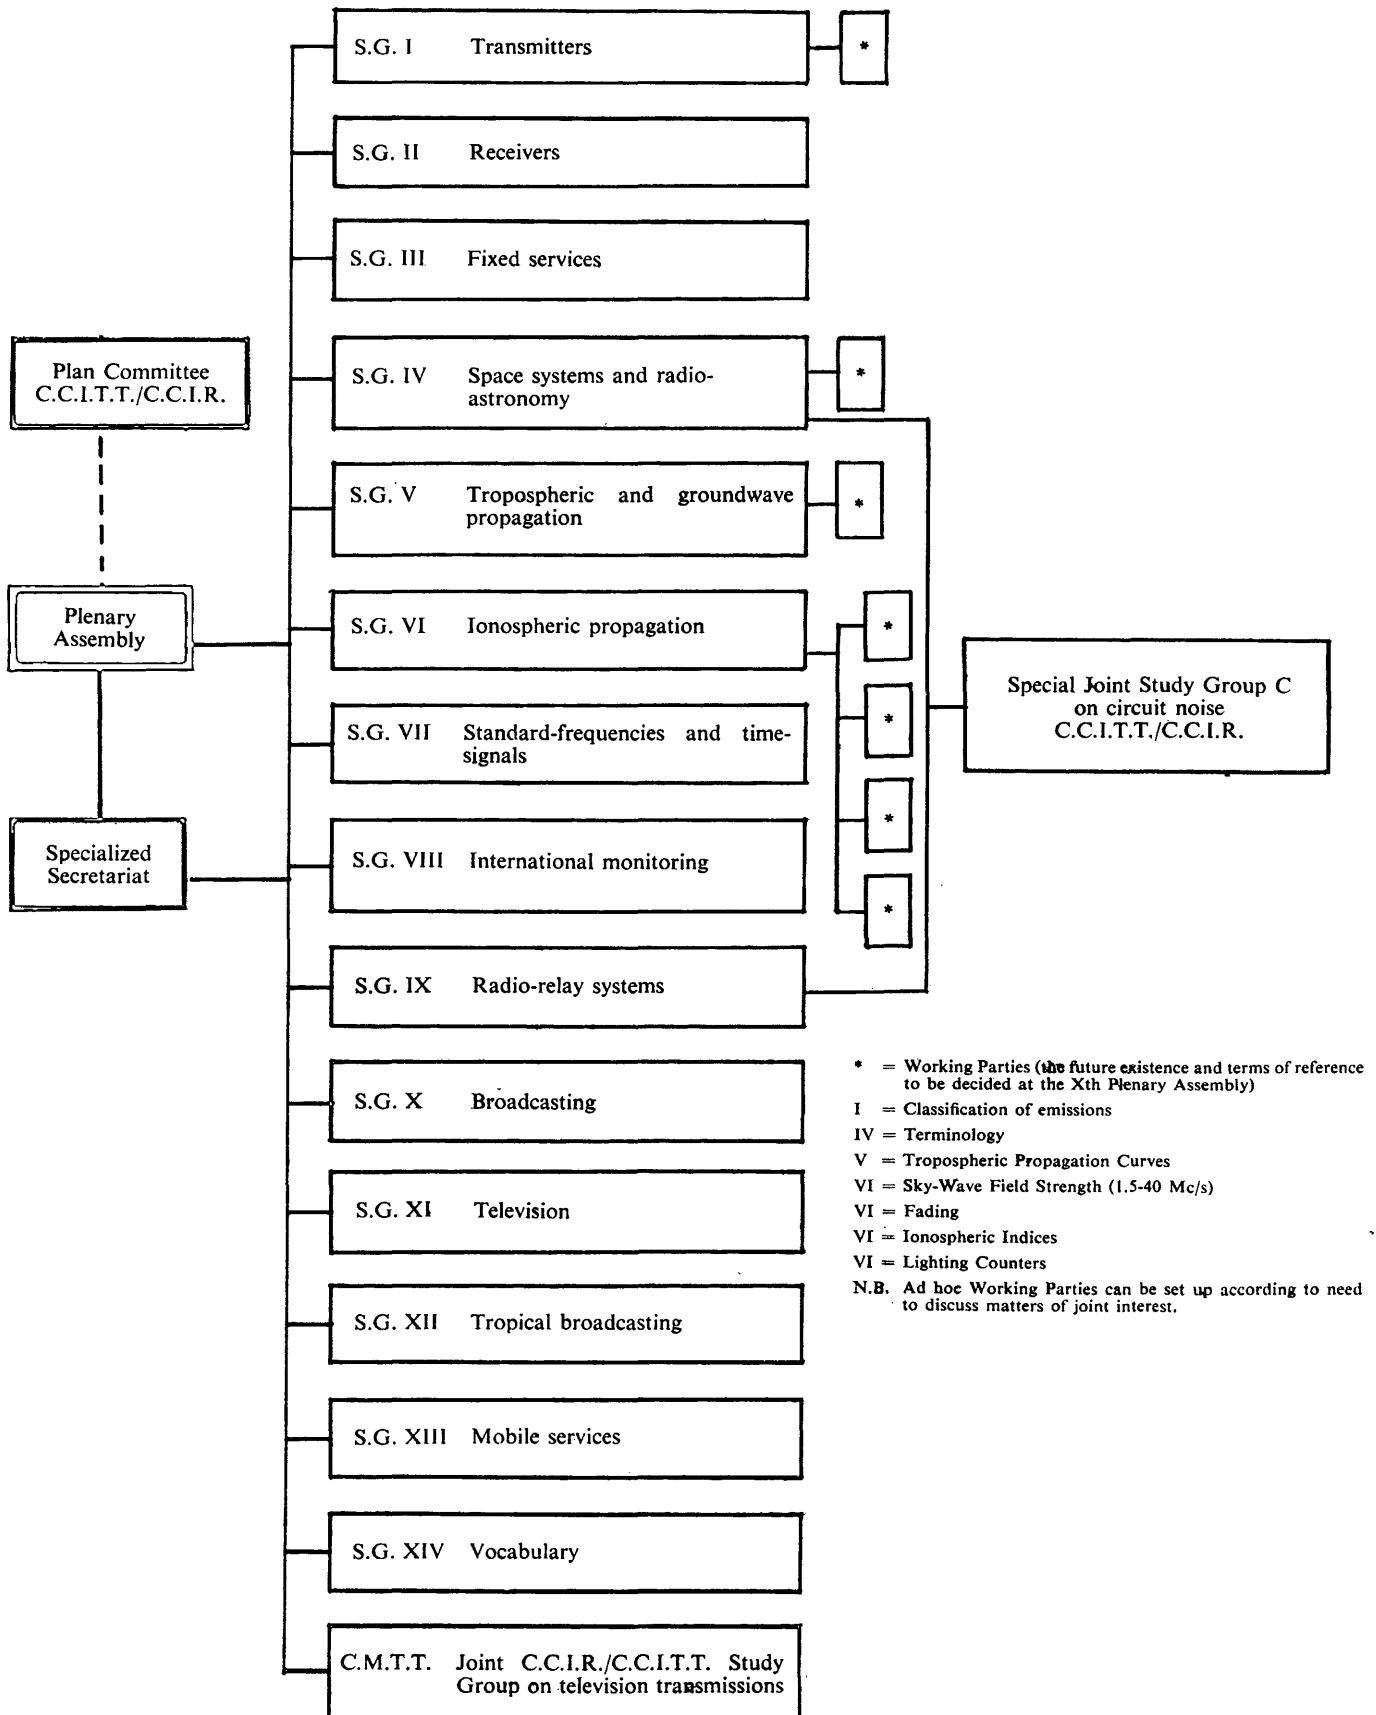 S.G. I Transmitters
*
S.G. II Receivers
S.G. III Fixed services
Plan Committee
C.C.I.T.T./C.C.I.R.
S.G. IV Space systems and radio-
astronomy
*
S.G. V Tropospheric and groundwave
propagation
*
Plenary
Assembly
S.G. VI Ionospheric propagation
*
*
*
*
Special Joint Study Group C
on circuit noise
C.C.I.T.T./C.C.I.R.
S.G. VII Standard-frequencies and time-
signals
Specialized
Secretariat
S.G. VIII International monitoring
S.G. IX Radio-relay systems
S.G. X Broadcasting
S.G. XI Television
S.G. XII Tropical broadcasting
S.G. XIII Mobile services
S.G. XIV Vocabulary
C.M.T.T. Joint C.C.I.R./C.C.I.T.T. Study
Group on television transmissions
* = Working Parties (the future existence and terms of reference
to be decided at the Xth Plenary Assembly)
I = Classification of emissions
IV = Terminology
V = Tropospheric Propagation Curves
VI = Sky-Wave Field Strength (1.5-40 Mc/s)
VI = Fading
VI = Ionospheric Indices
VI = Lighting Counters
N.B. Ad hoc Working Parties can be set up according to need
to discuss matters of joint interest.